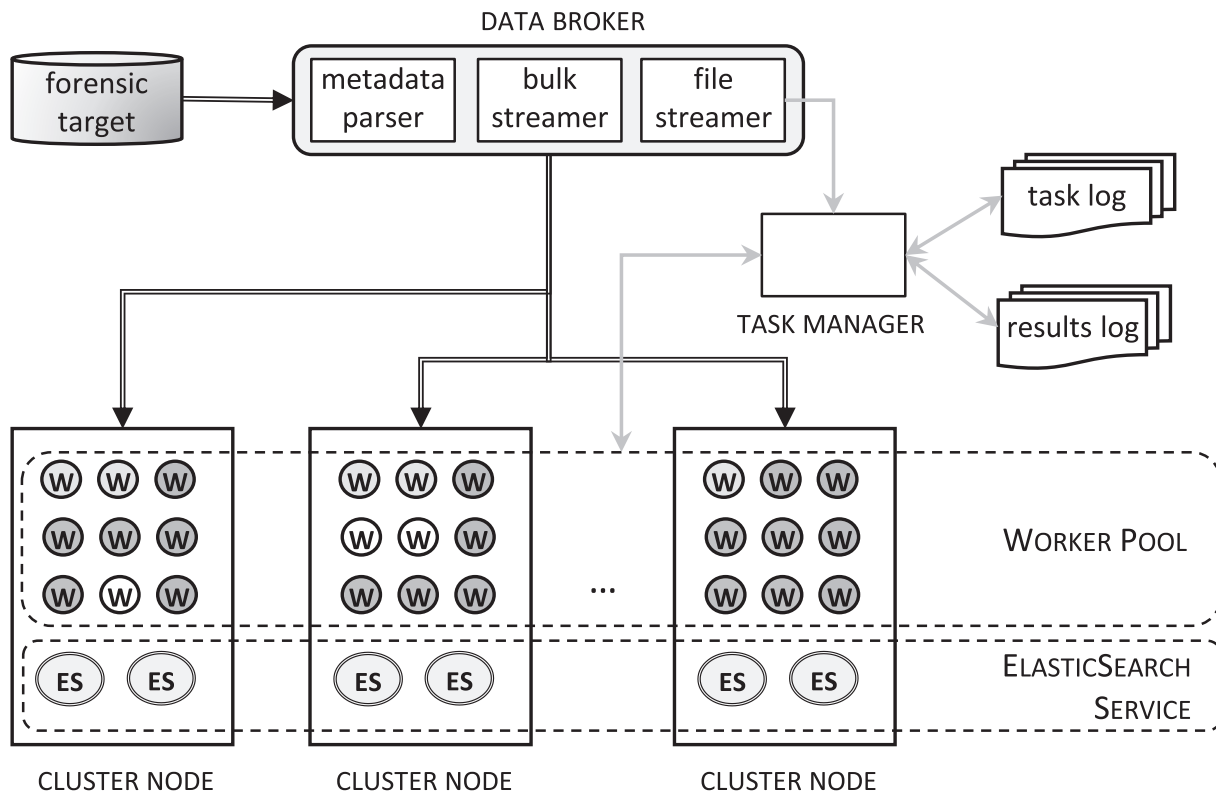 DATA BROKER
forensic
target
metadata
parser
bulk
streamer
file
streamer
task log
TASK MANAGER
results log
W W W W W W W W W
W W W W W W W W W
W W W W W W W W W
...
WORKER POOL
ES ES ES ES ES ES
ELASTICSEARCH
SERVICE
CLUSTER NODE CLUSTER NODE CLUSTER NODE